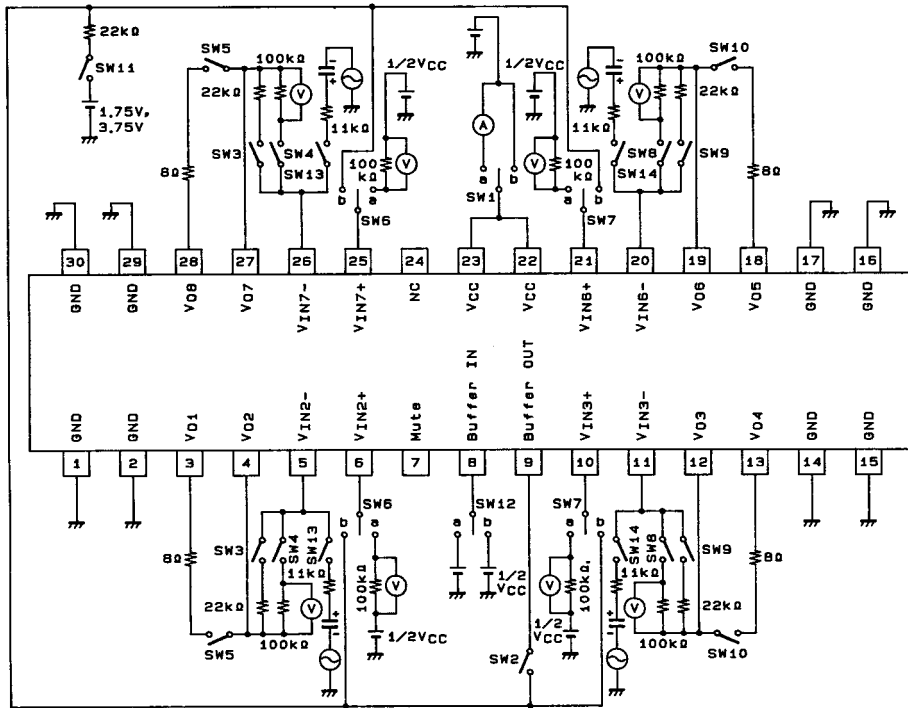 22kΩ
SW11
1.75V,
3.75V
SW5
100kΩ
22kΩ
V
- +
1/2VCC
11kΩ
8Ω
SW3
SW4
SW13
100
kΩ
V
b a
SW6
A
a b
SW1
1/2VCC
V
100
kΩ
a b
SW7
- +
11kΩ
V
100kΩ
22kΩ
SW10
SW8
SW14
SW9
8Ω
30 29 28 27 26 25 24 23 22 21 20 19 18 17 16
GND GND VO8 VO7 VIN7- VIN7+ NC VCC VCC VIN6+ VIN6- VO6 VO5 GND GND
GND GND VO1 VO2 VIN2- VIN2+ Mute Buffer IN Buffer OUT VIN3+ VIN3- VO3 VO4 GND GND
1 2 3 4 5 6 7 8 9 10 11 12 13 14 15
SW3
SW4
SW13
8Ω
11kΩ
22kΩ
V
+ -
100kΩ
SW5
SW6
b a
100kΩ
V
1/2VCC
SW12
a b
1/2
VCC
SW2
SW7
a b
V
100kΩ
1/2
VCC
SW14
SW8
SW9
11kΩ
+ -
V
22kΩ
100kΩ
8Ω
SW10